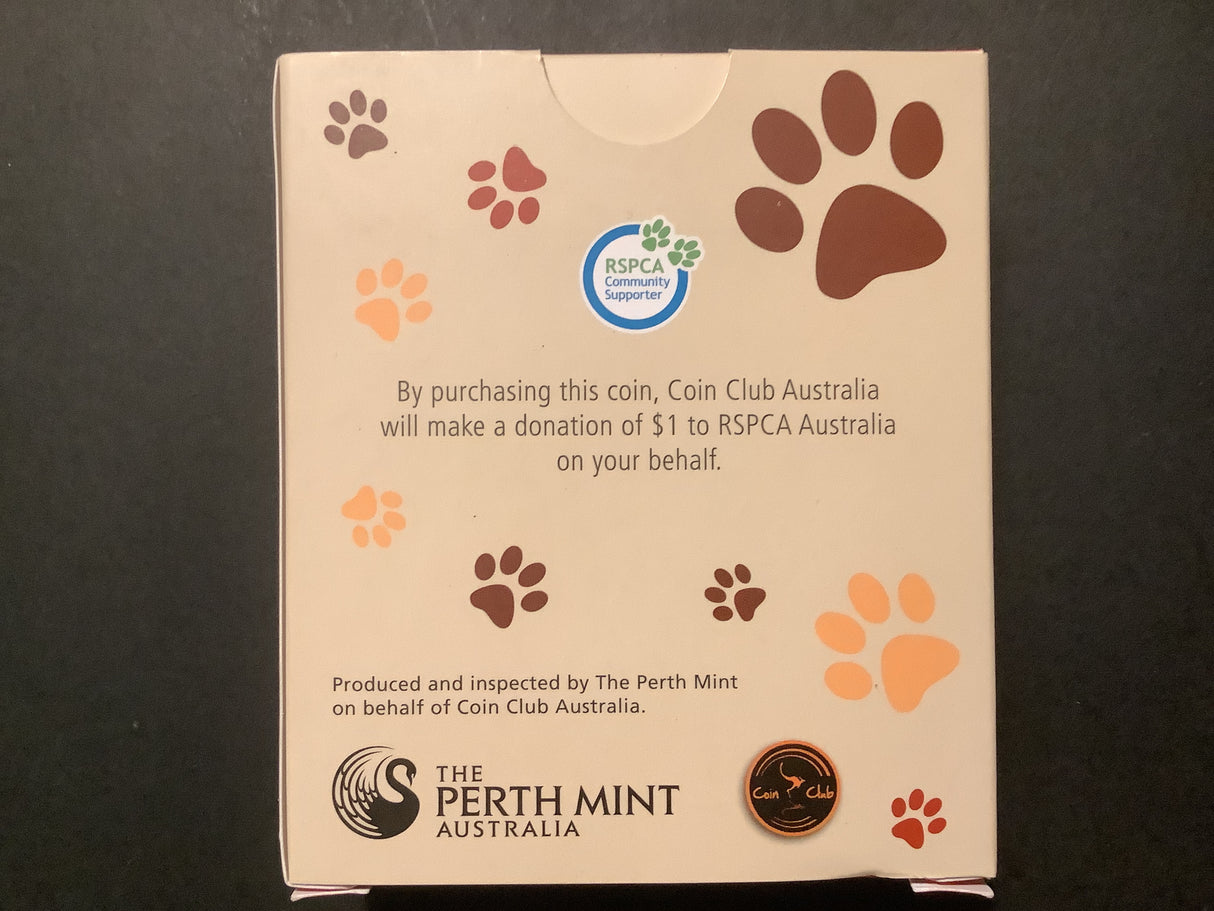 RSPCA
Community
Supporter
By purchasing this coin, Coin Club Australia
will make a donation of $1 to RSPCA Australia
on your behalf.
Produced and inspected by The Perth Mint
on behalf of Coin Club Australia.
THE
PERTH MINT
AUSTRALIA
Coin Club